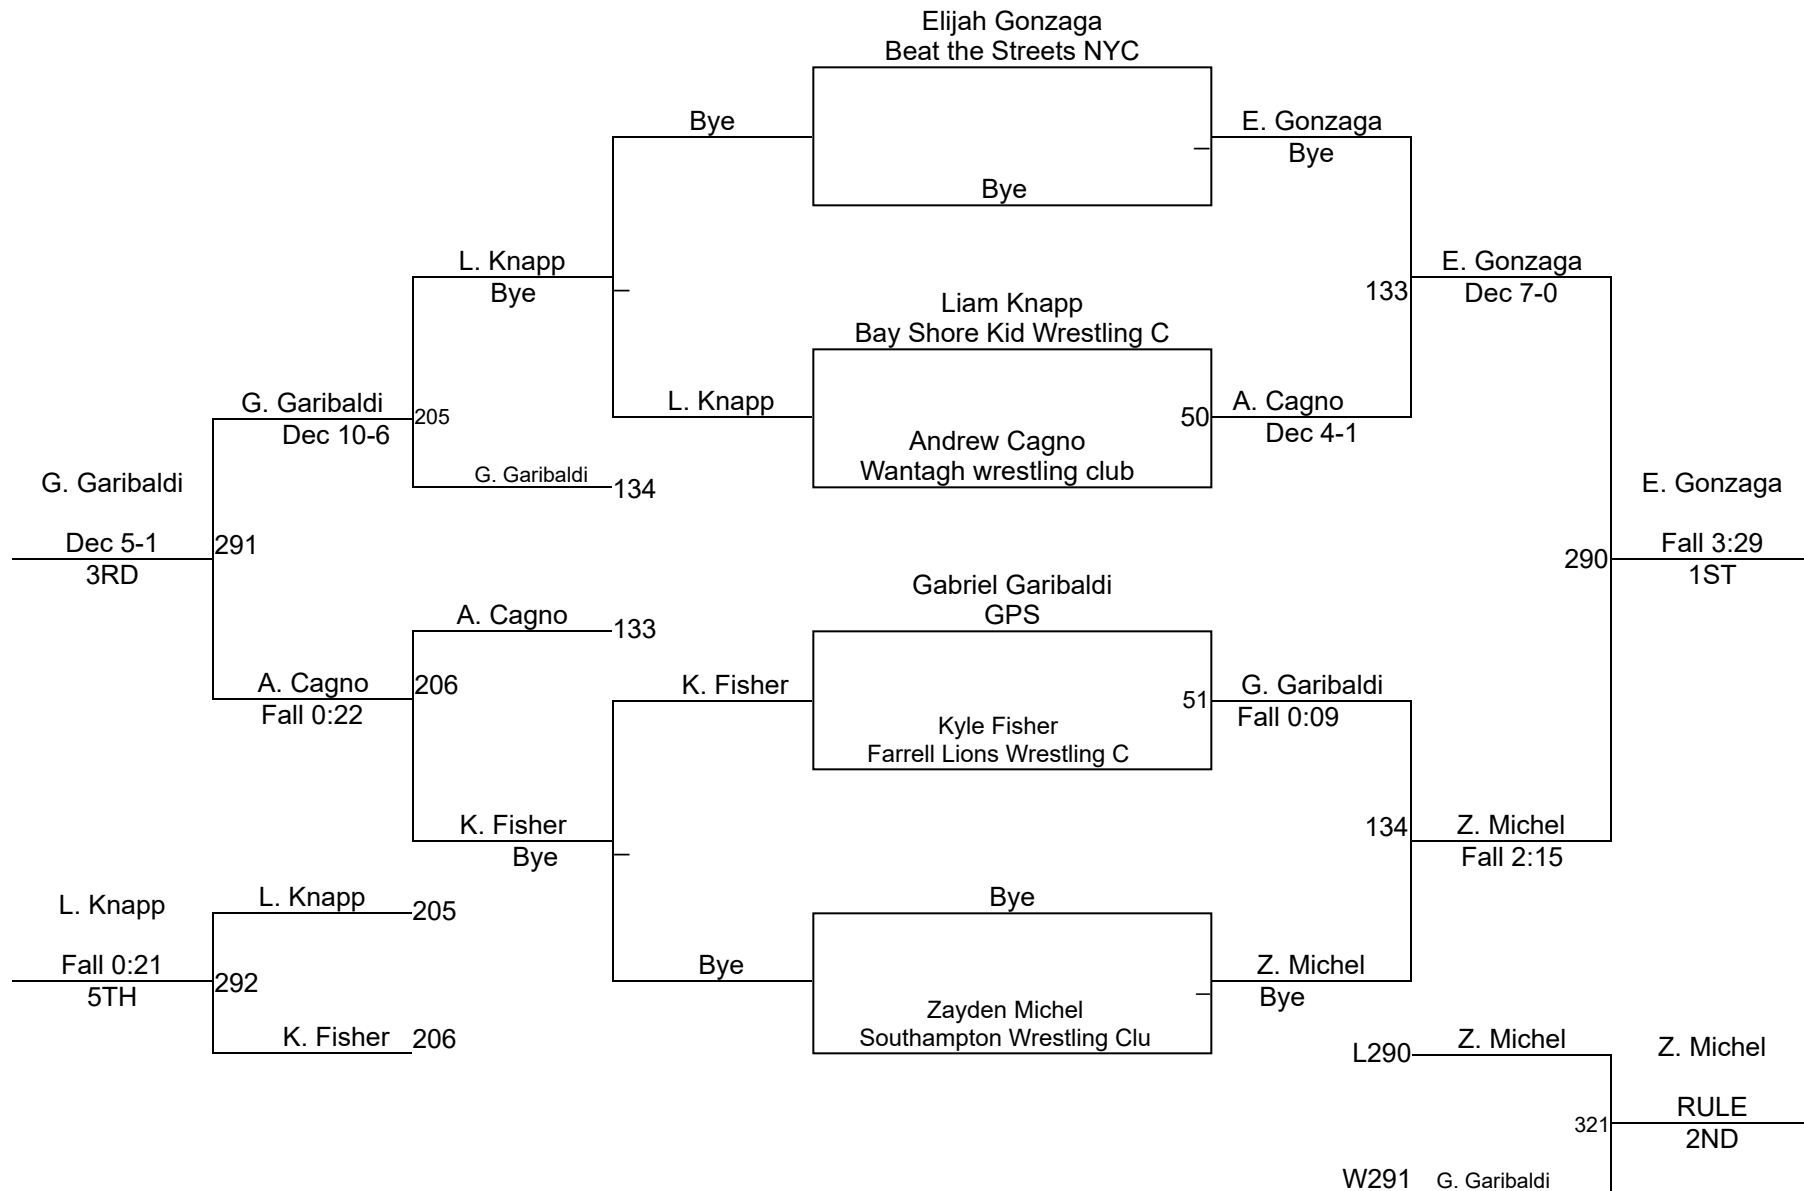 Elijah Gonzaga
Beat the Streets NYC
Bye
E. Gonzaga
Bye
Bye
L. Knapp
Bye
E. Gonzaga
133
Dec 7-0
Liam Knapp
Bay Shore Kid Wrestling C
G. Garibaldi
205
Dec 10-6
L. Knapp
50
A. Cagno
Dec 4-1
Andrew Cagno
Wantagh wrestling club
G. Garibaldi
G. Garibaldi
134
E. Gonzaga
Dec 5-1
291
3RD
290
Fall 3:29
1ST
Gabriel Garibaldi
GPS
A. Cagno
133
A. Cagno
206
Fall 0:22
K. Fisher
51
G. Garibaldi
Fall 0:09
Kyle Fisher
Farrell Lions Wrestling C
K. Fisher
Bye
134
Z. Michel
Fall 2:15
L. Knapp
L. Knapp
205
Bye
Fall 0:21
292
5TH
Bye
Z. Michel
Bye
Zayden Michel
Southampton Wrestling Clu
K. Fisher
206
L290
Z. Michel
Z. Michel
321
RULE
2ND
W291
G. Garibaldi